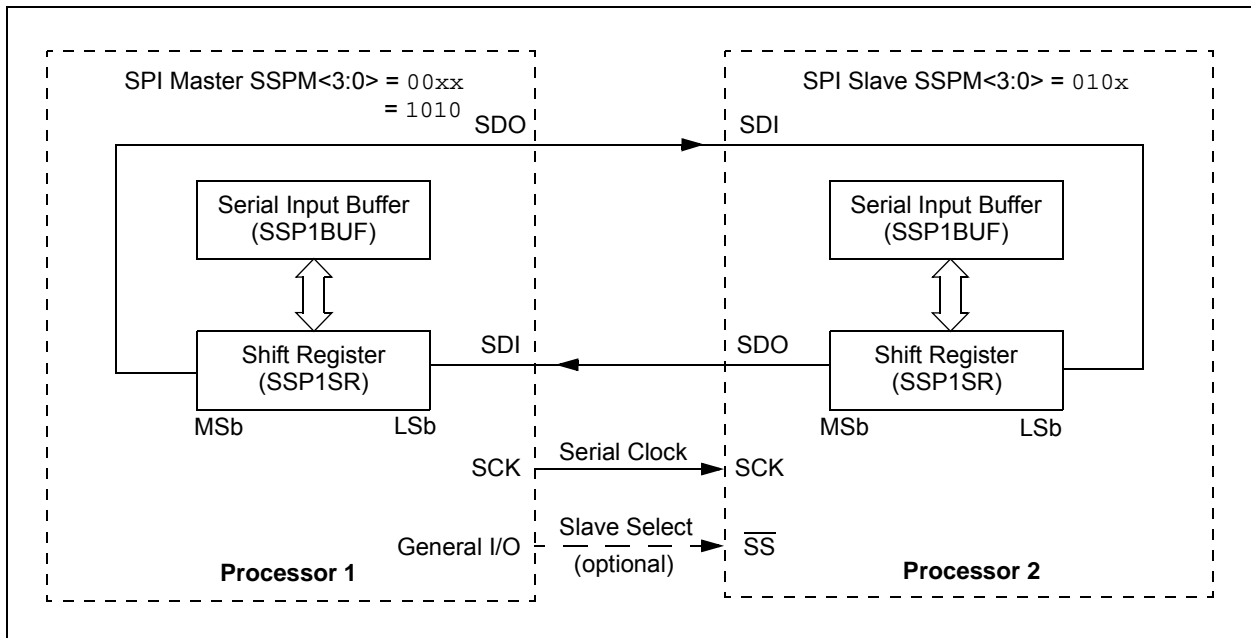 SPI Master SSPM<3:0> = 00xx
= 1010
SDO
Serial Input Buffer
(SSP1BUF)
Shift Register
(SSP1SR)
MSb
LSb
SDI
SCK
General I/O
Processor 1
Serial Clock
Slave Select
(optional)
SPI Slave SSPM<3:0> = 010x
SDI
Serial Input Buffer
(SSP1BUF)
SDO
Shift Register
(SSP1SR)
MSb
LSb
SCK
SS
Processor 2